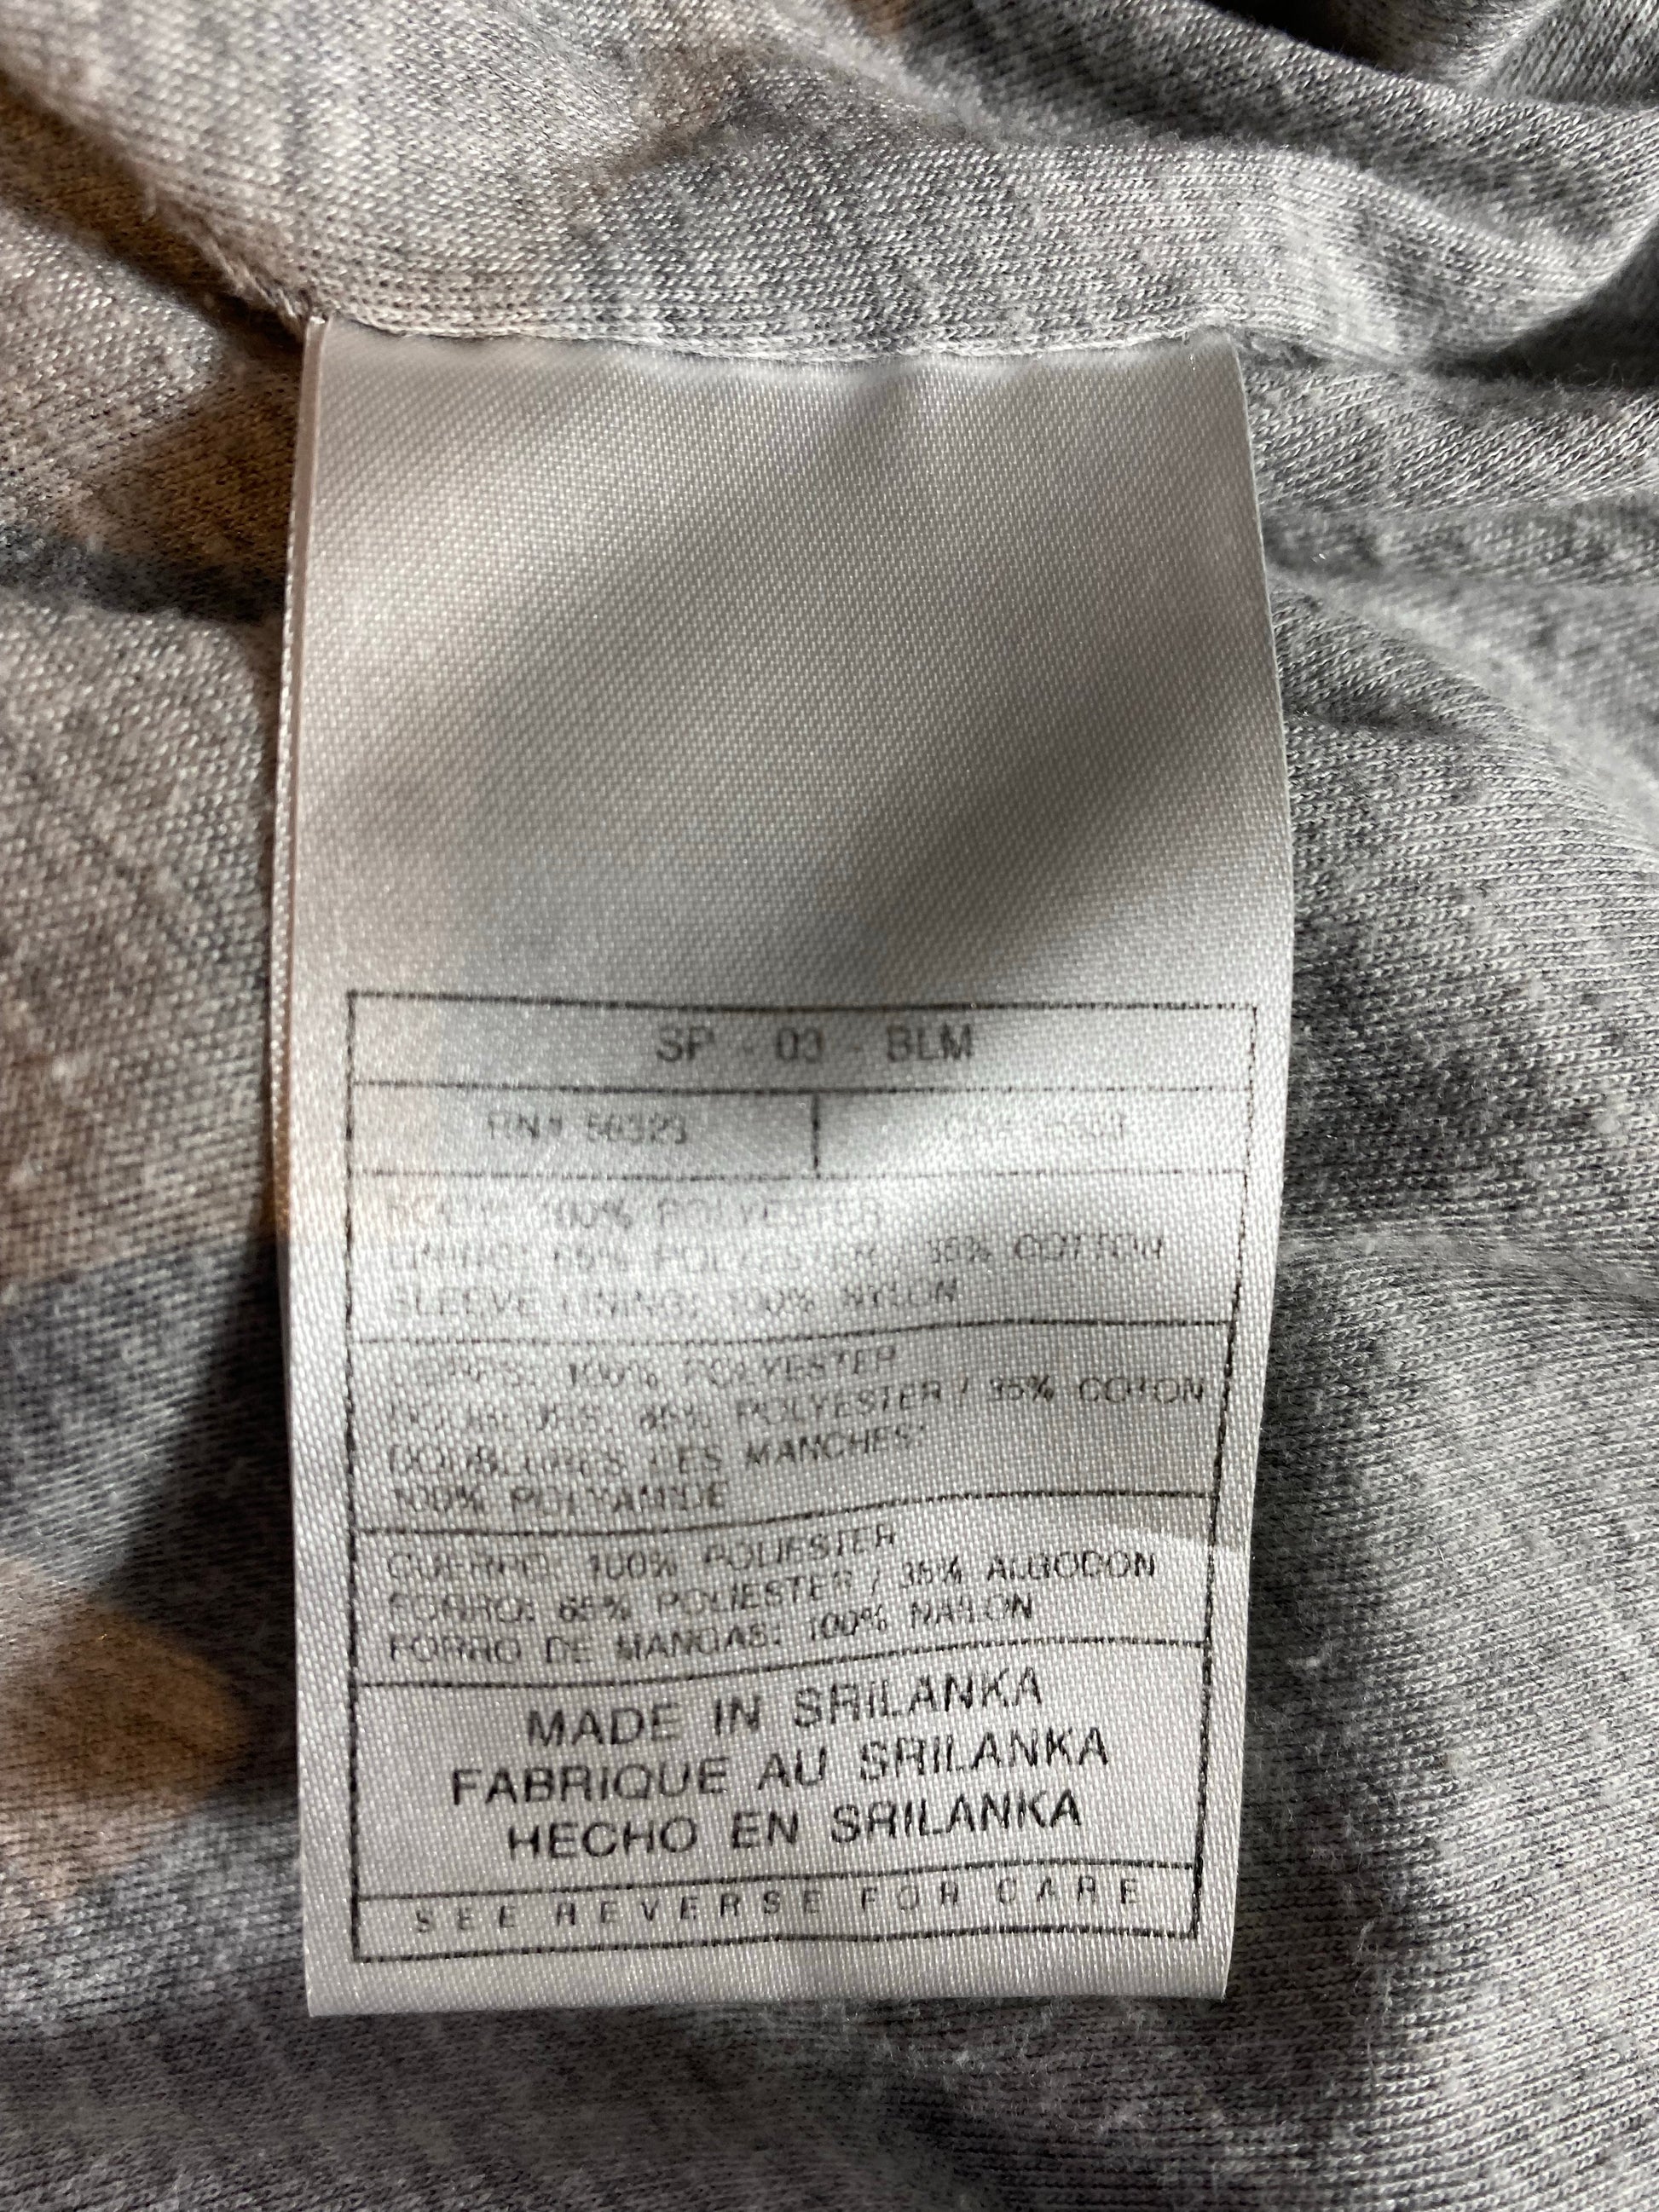 SP - 03 - BLM
RN# 56323
100% POLYESTER
LINING: 65% POLYESTER 35% COTTON
SLEEVE LINING: 100% NYLON
CORPS: 100% POLYESTER
DOUBLURE: 65% POLYESTER / 35% COTON
DOUBLURES DES MANCHES:
100% POLYAMIDE
CUERPO: 100% POLIESTER
FORRO: 65% POLIESTER / 35% ALGODON
FORRO DE MANGAS: 100% NAILON
MADE IN SRILANKA
FABRIQUE AU SRILANKA
HECHO EN SRILANKA
SEE REVERSE FOR CARE